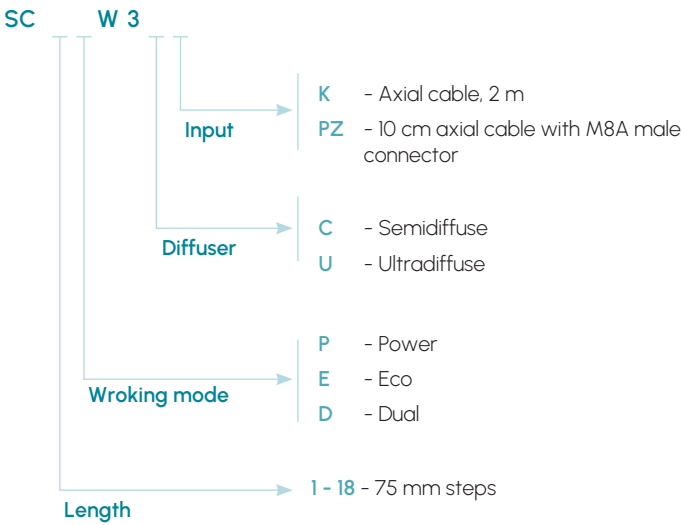 SC W 3
K - Axial cable, 2 m
Input
PZ - 10 cm axial cable with M8A male
connector
C - Semidiffuse
Diffuser
U - Ultradiffuse
P - Power
E - Eco
Wroking mode
D - Dual
1 - 18 - 75 mm steps
Length